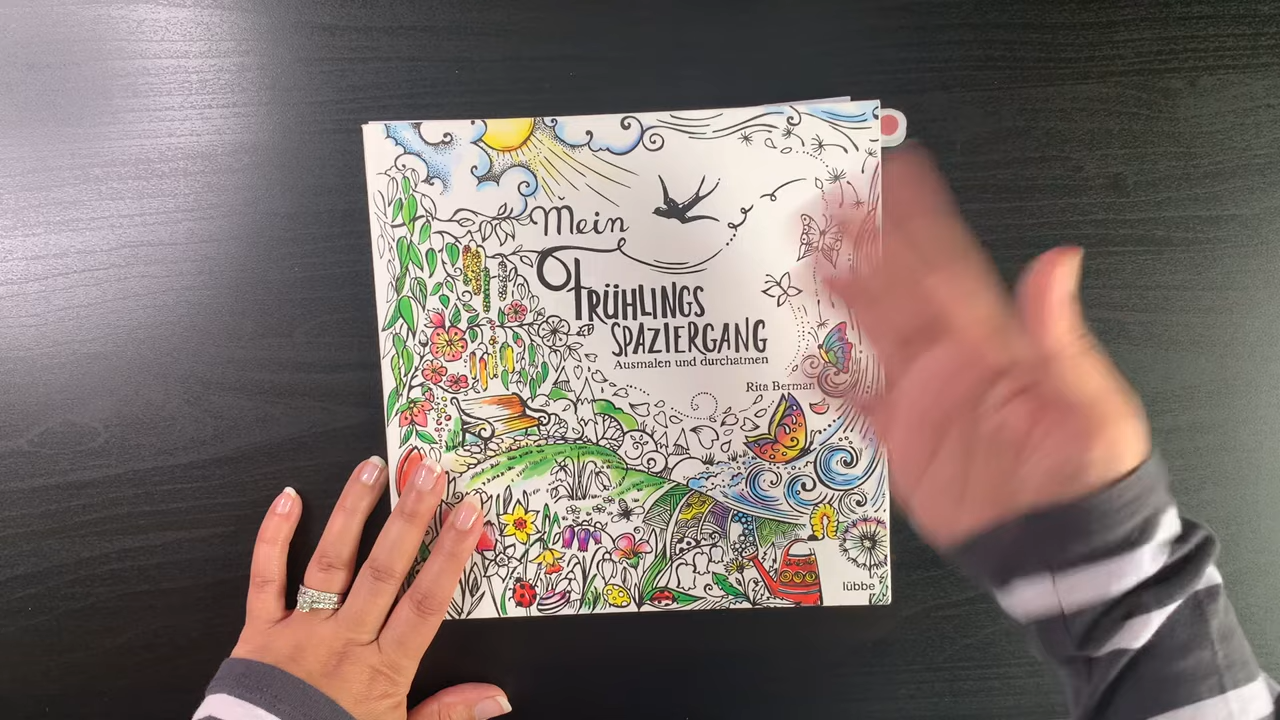 Mein
FRÜHLINGS
SPAZIERGANG
Ausmalen und durchatmen
Rita Berman
lübbe